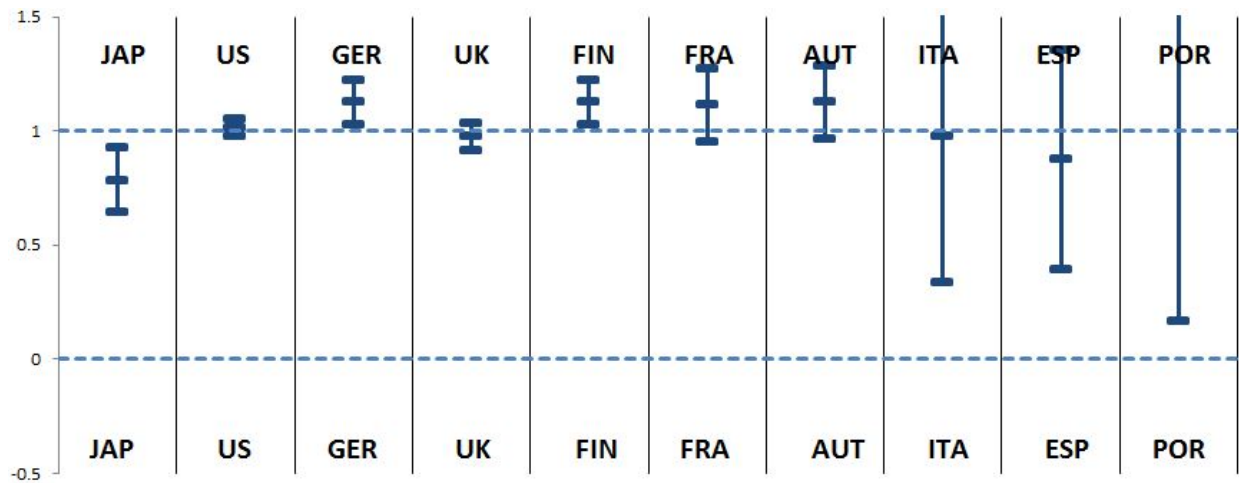 1.5
JAP US GER UK FIN FRA AUT ITA ESP POR
1
0.5
0
JAP US GER UK FIN FRA AUT ITA ESP POR
-0.5